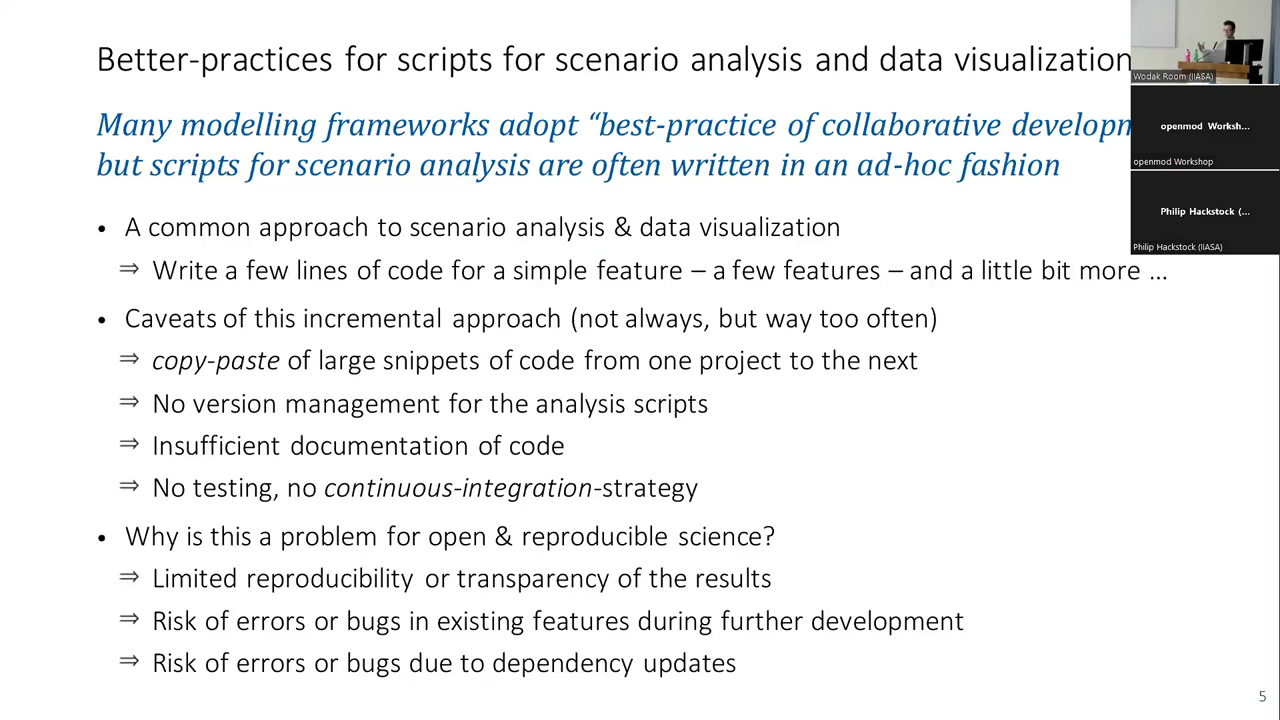 Better-practices for scripts for scenario analysis and data visualization
Many modelling frameworks adopt “best-practice of collaborative
but scripts for scenario analysis are often written in an ad-hoc fashion
• A common approach to scenario analysis & data visualization
⇒ Write a few lines of code for a simple feature – a few features – and a little bit more ...
• Caveats of this incremental approach (not always, but way too often)
⇒ copy-paste of large snippets of code from one project to the next
⇒ No version management for the analysis scripts
⇒ Insufficient documentation of code
⇒ No testing, no continuous-integration-strategy
• Why is this a problem for open & reproducible science?
⇒ Limited reproducibility or transparency of the results
⇒ Risk of errors or bugs in existing features during further development
⇒ Risk of errors or bugs due to dependency updates
5
Wodak Room (IIASA)
openmod Worksh...
openmod Workshop
Philip Hackstock (...
Philip Hackstock (IIASA)